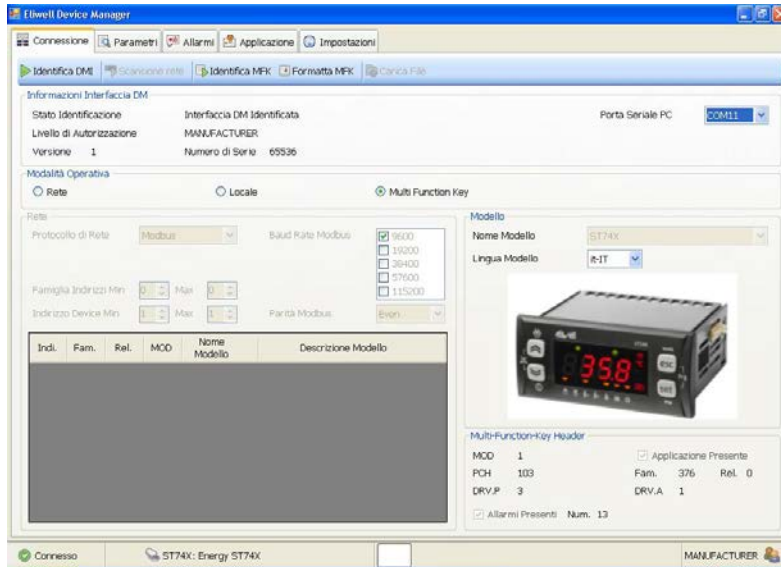 Eliwell Device Manager
Connessione Parametri Allarmi Applicazione Impostazioni
Identifica DMI Scansione rete Identifica MFK Formatta MFK Carica File
Informazioni Interfaccia DM
Stato Identificazione Interfaccia DM Identificata Porta Seriale PC COM11
Livello di Autorizzazione MANUFACTURER
Versione 1 Numero di Serie 65536
Modalità Operativa
Rete Locale Multi Function Key
Rete Modello
Protocollo di Rete Modbus Baud Rate Modbus 9600 Nome Modello ST74X
19200
38400
Lingua Modello it-IT
57600
Famiglia Indirizzi Min 0 Max 0
115200
Indirizzo Device Min 1 Max 1 Parità Modbus Even
Indi. Fam. Rel. MOD Nome Modello Descrizione Modello
eliwell
esc
35.8
set
Multi-Function-Key Header
MOD 1 Applicazione Presente
PCH 103 Fam. 376 Rel. 0
DRV.P 3 DRV.A 1
Allarmi Presenti Num. 13
Connesso ST74X: Energy ST74X MANUFACTURER